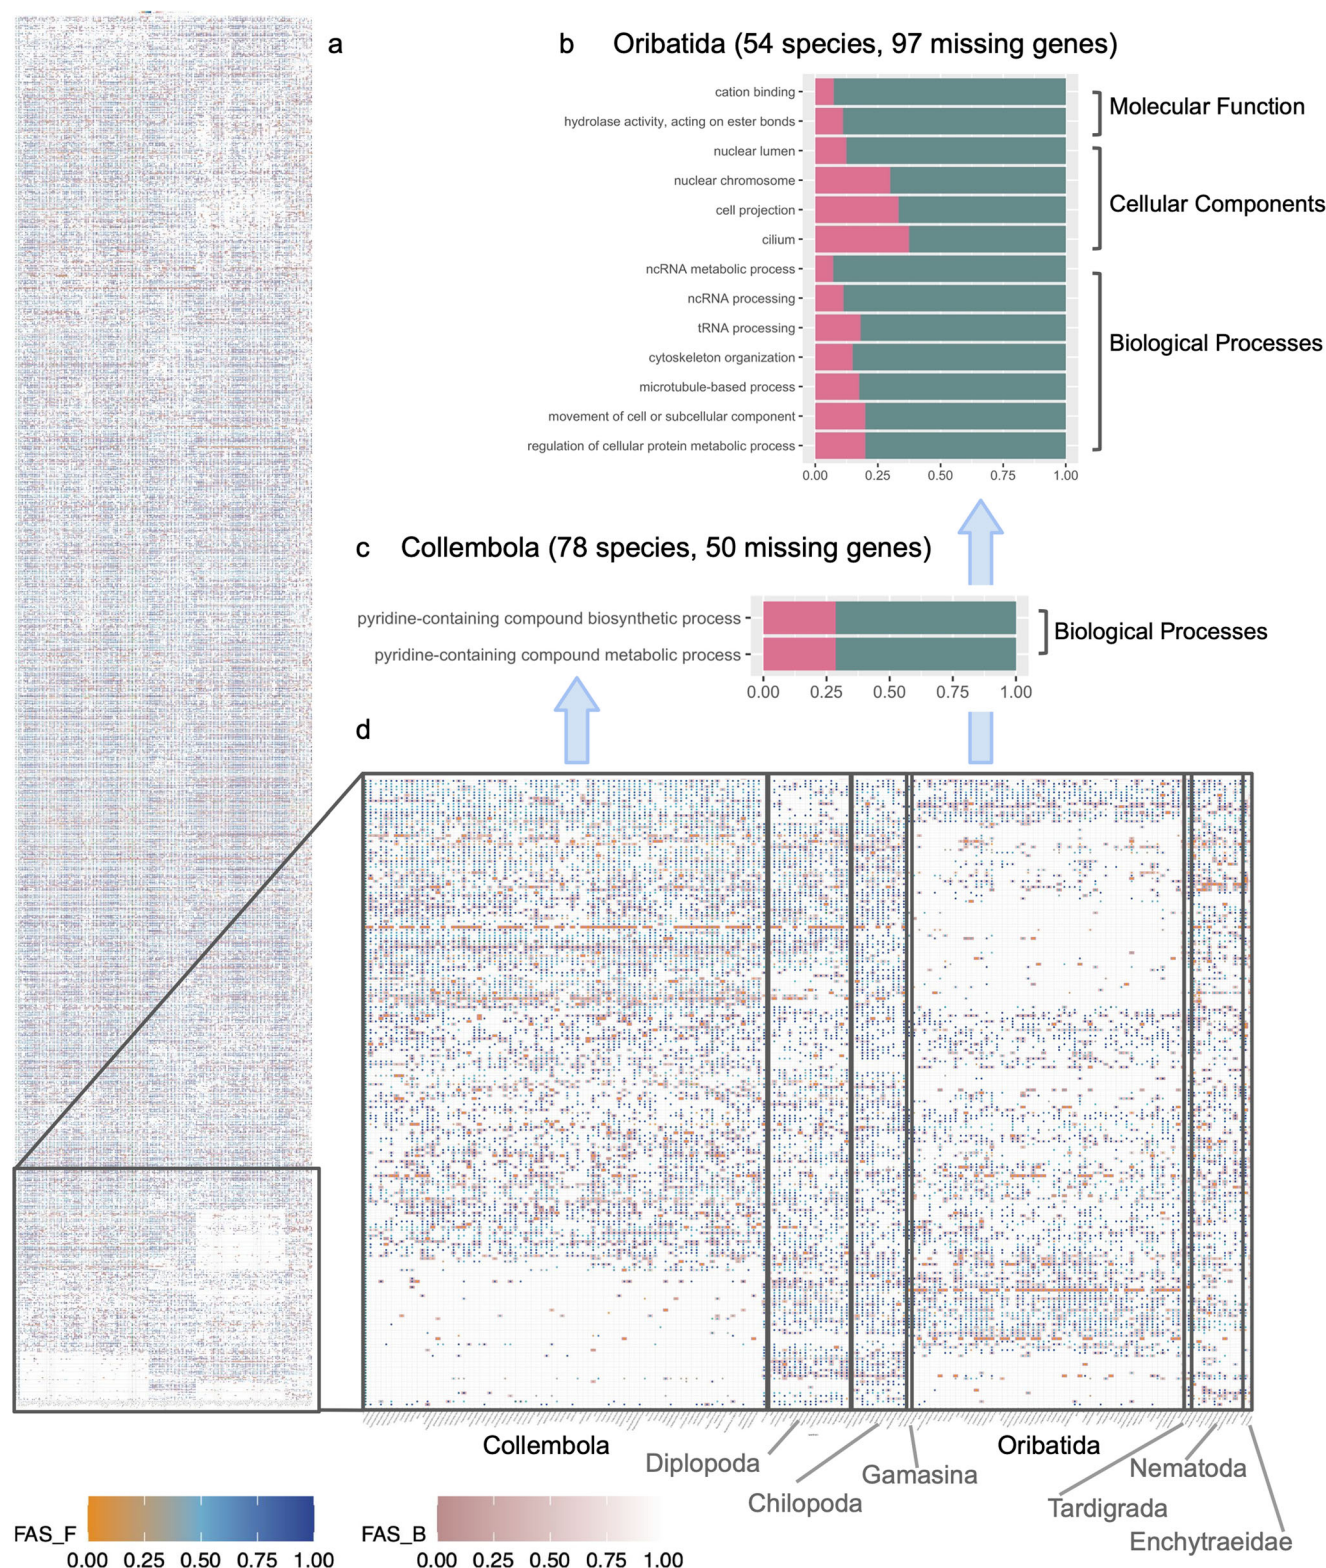 a
b Oribatida (54 species, 97 missing genes)
cation binding
hydrolase activity, acting on ester bonds
nuclear lumen
nuclear chromosome
cell projection
cilium
ncRNA metabolic process
ncRNA processing
tRNA processing
cytoskeleton organization
microtubule-based process
movement of cell or subcellular component
regulation of cellular protein metabolic process
0.00 0.25 0.50 0.75 1.00
Molecular Function
Cellular Components
Biological Processes
c Collembola (78 species, 50 missing genes)
pyridine-containing compound biosynthetic process
pyridine-containing compound metabolic process
0.00 0.25 0.50 0.75 1.00
Biological Processes
d
Collembola
Diplopoda
Chilopoda
Gamasina
Oribatida
Tardigrada
Nematoda
Enchytraeidae
FAS_F
0.00 0.25 0.50 0.75 1.00
FAS_B
0.00 0.25 0.50 0.75 1.00